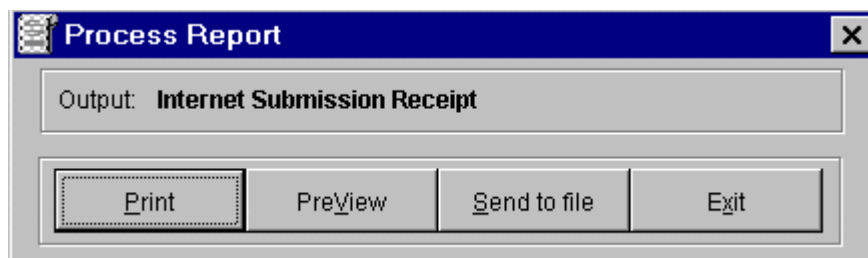 Process Report
Output: Internet Submission Receipt
Print PreView Send to file Exit